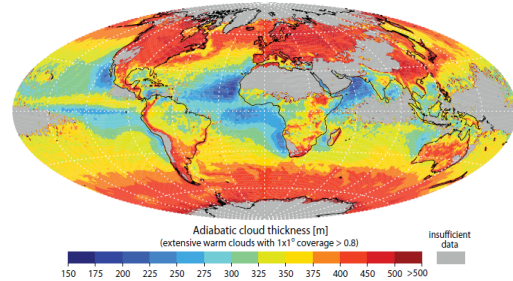 Adiabatic cloud thickness [m]
(extensive warm clouds with 1x1° coverage > 0.8)
insufficient
data
150 175 200 225 250 275 300 325 350 375 400 450 500 >500